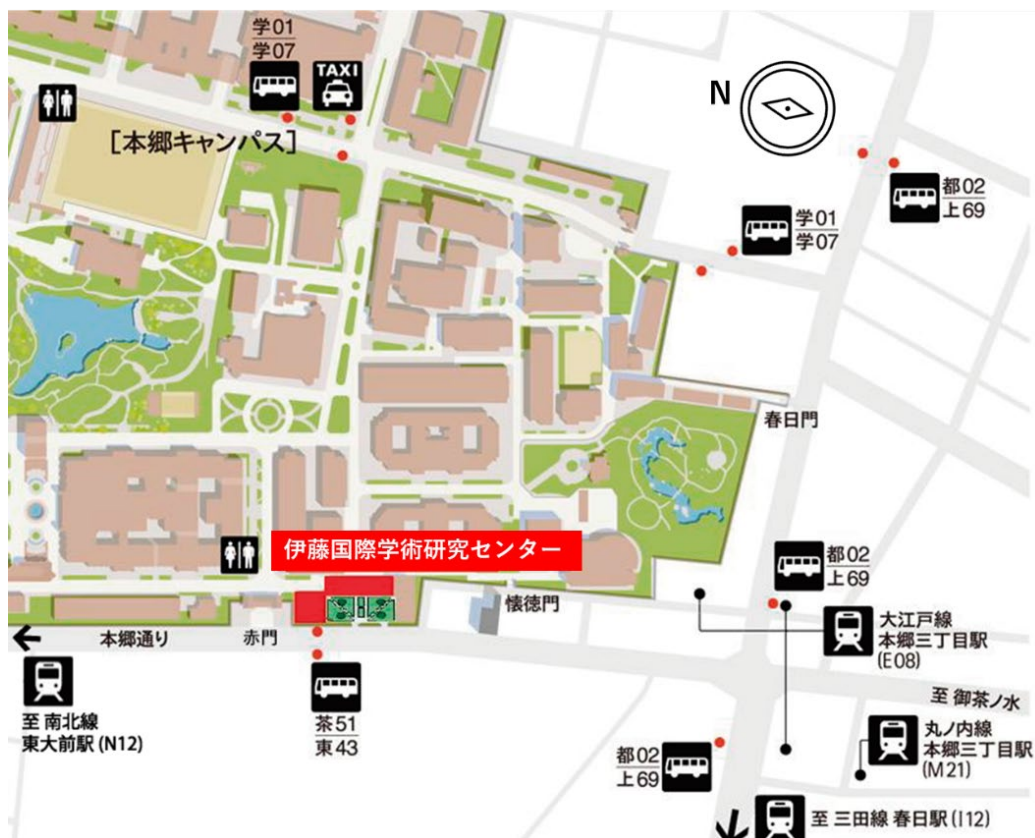 学01
学07
TAXI
[本郷キャンパス]
N
都02
上69
学01
学07
春日門
伊藤国際学術研究センター
都02
上69
懐徳門
本郷通り
赤門
大江戸線
本郷三丁目駅
(E08)
至 南北線
東大前駅 (N12)
茶51
東43
至 御茶ノ水
丸ノ内線
本郷三丁目駅
(M21)
都02
上69
至 三田線 春日駅 (I12)